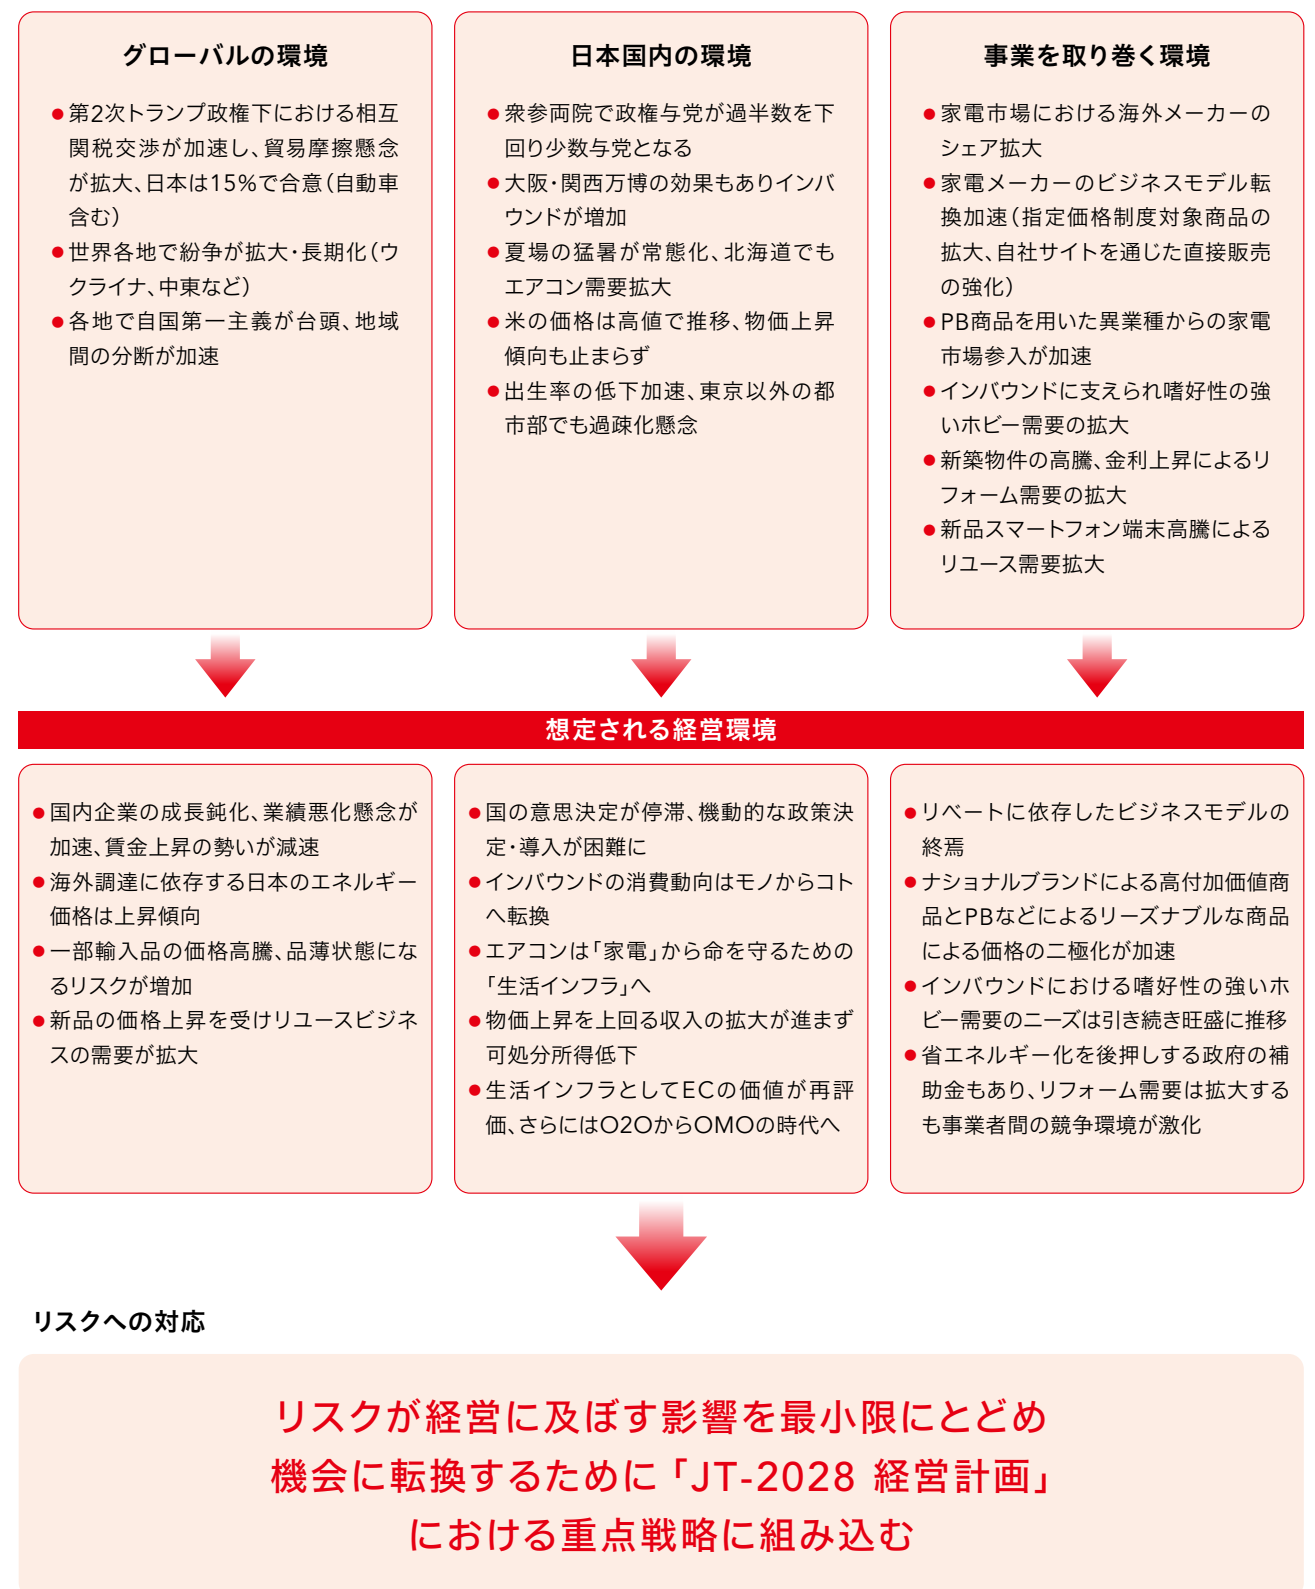 グローバルの環境
●第2次トランプ政権下における相互
関税交渉が加速し、貿易摩擦懸念
が拡大、日本は15%で合意（自動車
含む）
●世界各地で紛争が拡大・長期化（ウ
クライナ、中東など）
●各地で自国第一主義が台頭、地域
間の分断が加速
日本国内の環境
●衆参両院で政権与党が過半数を下
回り少数与党となる
●大阪・関西万博の効果もありインバ
ウンドが増加
●夏場の猛暑が常態化、北海道でも
エアコン需要拡大
●米の価格は高値で推移、物価上昇
傾向も止まらず
●出生率の低下加速、東京以外の都
市部でも過疎化懸念
事業を取り巻く環境
●家電市場における海外メーカーの
シェア拡大
●家電メーカーのビジネスモデル転
換加速（指定価格制度対象商品の
拡大、自社サイトを通じた直接販売
の強化）
●PB商品を用いた異業種からの家電
市場参入が加速
●インバウンドに支えられ嗜好性の強
いホビー需要の拡大
●新築物件の高騰、金利上昇によるリ
フォーム需要の拡大
●新品スマートフォン端末高騰による
リユース需要拡大
想定される経営環境
●国内企業の成長鈍化、業績悪化懸念が
加速、賃金上昇の勢いが減速
●海外調達に依存する日本のエネルギー
価格は上昇傾向
●一部輸入品の価格高騰、品薄状態にな
るリスクが増加
●新品の価格上昇を受けリユースビジネ
スの需要が拡大
●国の意思決定が停滞、機動的な政策決
定・導入が困難に
●インバウンドの消費動向はモノからコト
へ転換
●エアコンは「家電」から命を守るための
「生活インフラ」へ
●物価上昇を上回る収入の拡大が進まず
可処分所得低下
●生活インフラとしてECの価値が再評
価、さらにはO2OからOMOの時代へ
●リベートに依存したビジネスモデルの
終焉
●ナショナルブランドによる高付加価値商
品とPBなどによるリーズナブルな商品
による価格の二極化が加速
●インバウンドにおける嗜好性の強いホ
ビー需要のニーズは引き続き旺盛に推移
●省エネルギー化を後押しする政府の補
助金もあり、リフォーム需要は拡大する
も事業者間の競争環境が激化
リスクへの対応
リスクが経営に及ぼす影響を最小限にとどめ
機会に転換するために「JT-2028 経営計画」
における重点戦略に組み込む